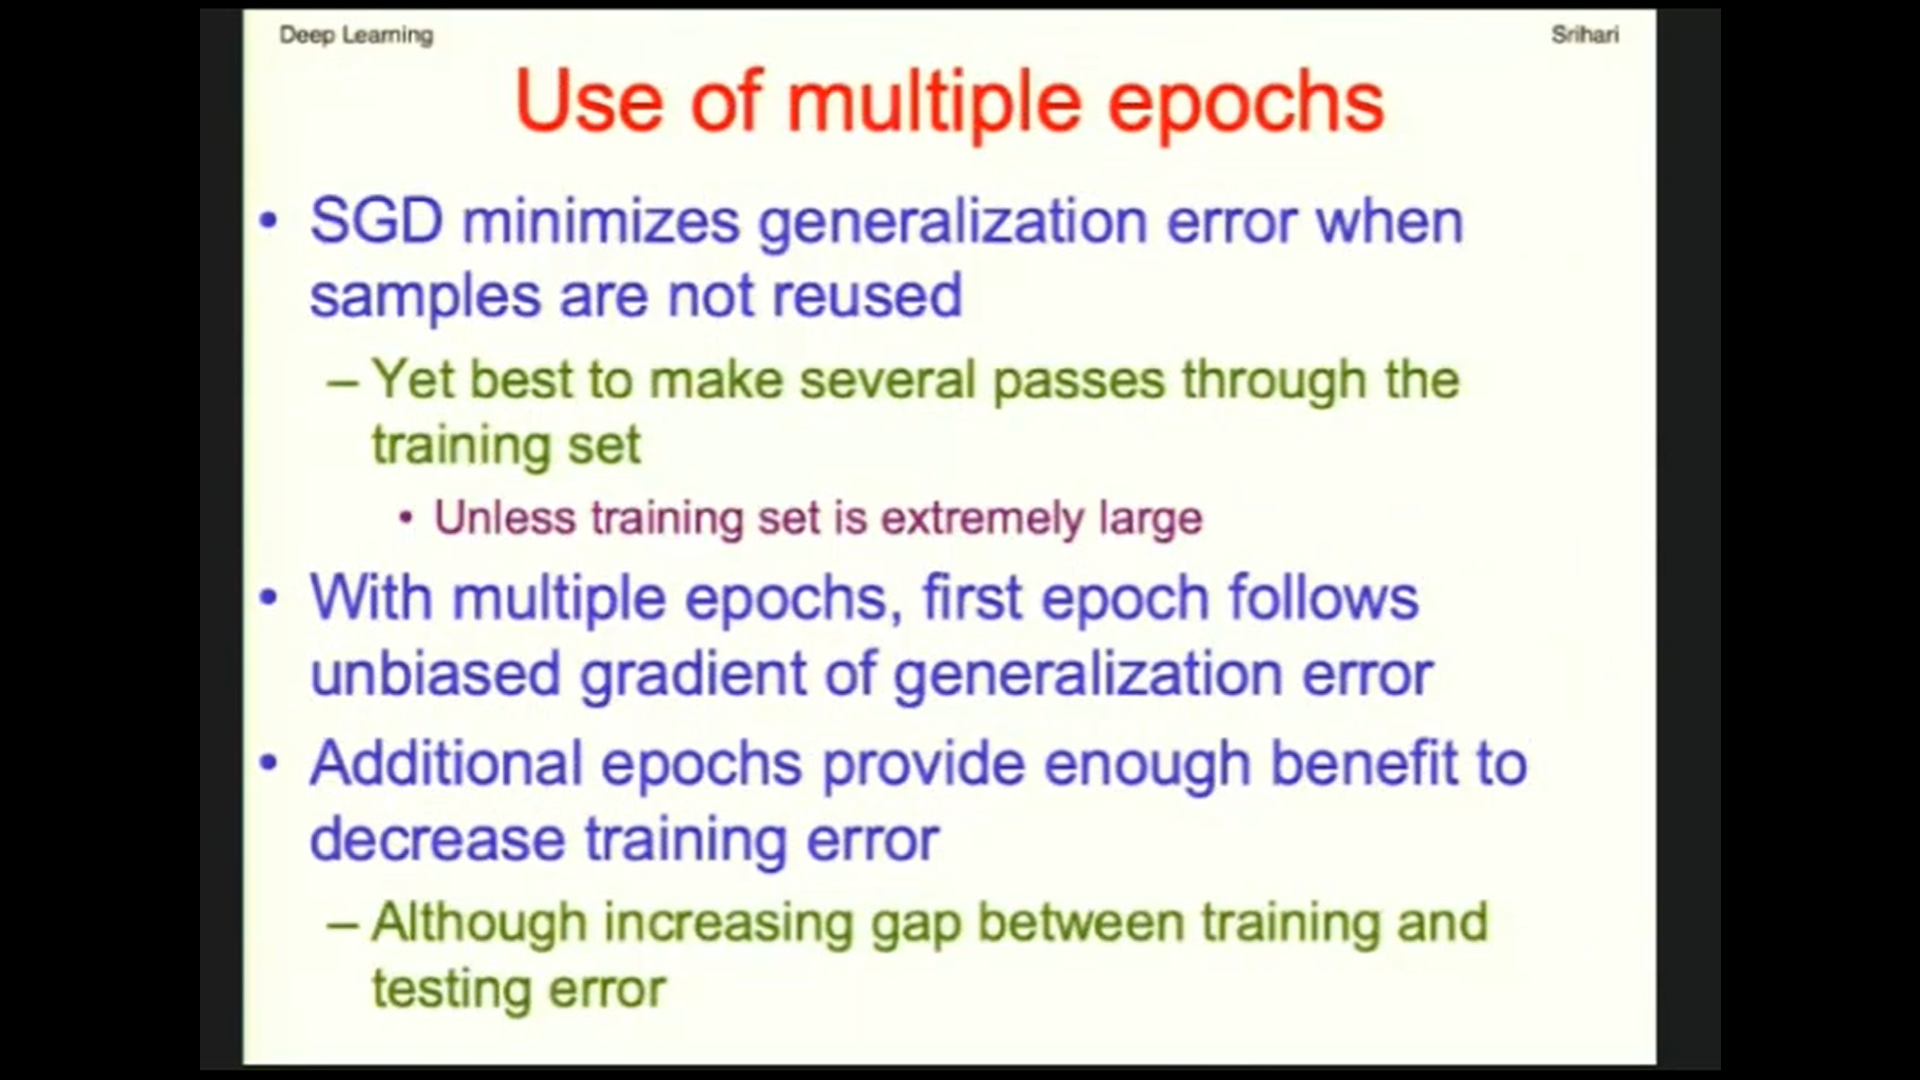 Deep Learning
Srihari
Use of multiple epochs
• SGD minimizes generalization error when
samples are not reused
– Yet best to make several passes through the
training set
• Unless training set is extremely large
• With multiple epochs, first epoch follows
unbiased gradient of generalization error
• Additional epochs provide enough benefit to
decrease training error
– Although increasing gap between training and
testing error